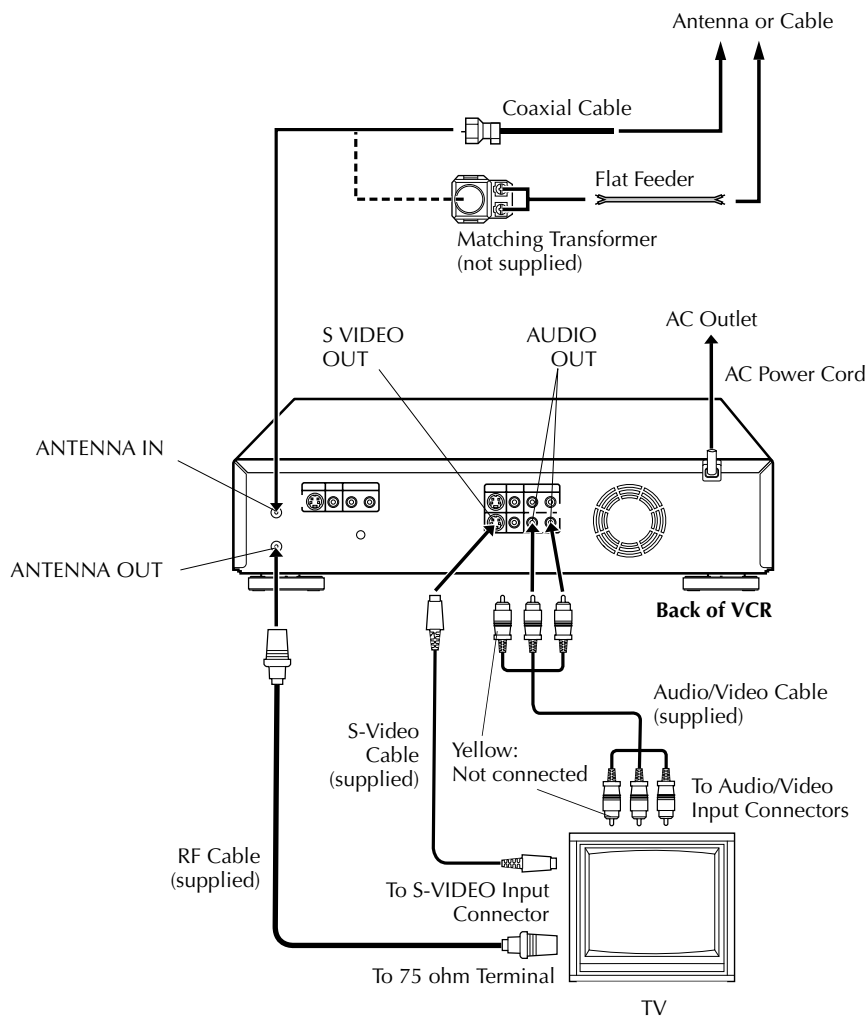 Antenna or Cable
Coaxial Cable
Flat Feeder
Matching Transformer
(not supplied)
S VIDEO
OUT
AUDIO
OUT
AC Outlet
AC Power Cord
ANTENNA IN
ANTENNA OUT
Back of VCR
Audio/Video Cable
(supplied)
S-Video
Cable
(supplied)
Yellow:
Not connected
To Audio/Video
Input Connectors
RF Cable
(supplied)
To S-VIDEO Input
Connector
To 75 ohm Terminal
TV